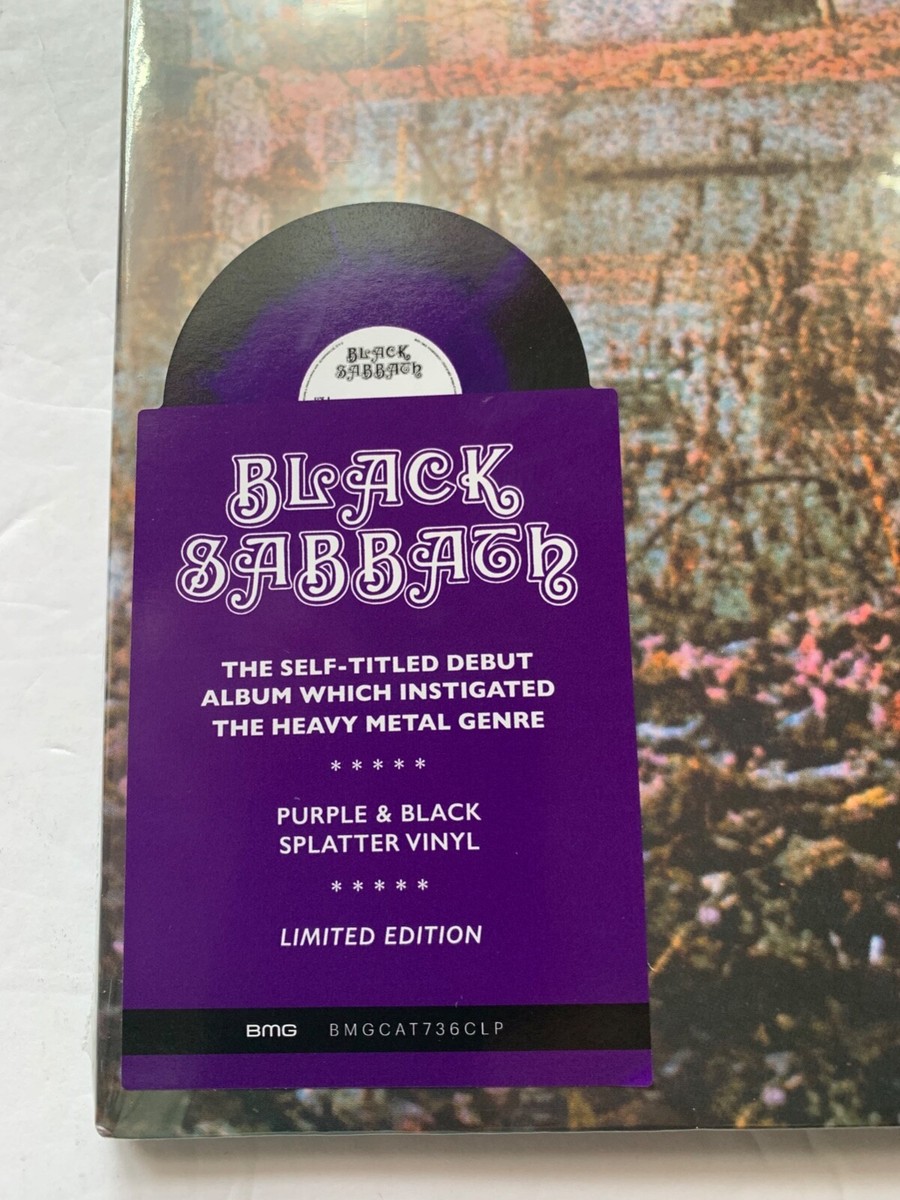 BLACK
SABBATH
BLACK
SABBATH
THE SELF-TITLED DEBUT
ALBUM WHICH INSTIGATED
THE HEAVY METAL GENRE
* * * * *
PURPLE & BLACK
SPLATTER VINYL
* * * * *
LIMITED EDITION
BMG BMGCAT736CLP